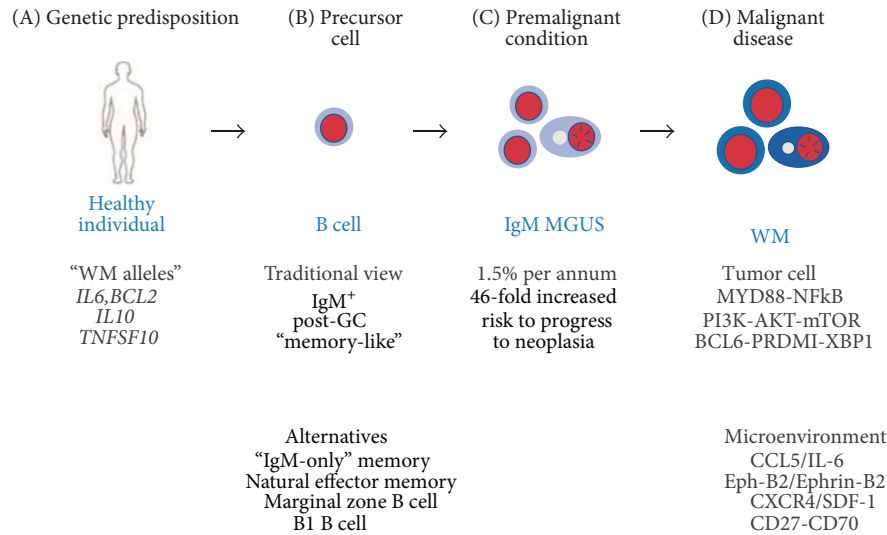 (A) Genetic predisposition
Healthy
individual
“WM alleles”
IL6,BCL2
IL10
TNFSF10
(B) Precursor
cell
B cell
Traditional view
IgM+
post-GC
“memory-like”
Alternatives
“IgM-only” memory
Natural effector memory
Marginal zone B cell
B1 B cell
(C) Premalignant
condition
IgM MGUS
1.5% per annum
46-fold increased
risk to progress
to neoplasia
(D) Malignant
disease
WM
Tumor cell
MYD88-NFkB
PI3K-AKT-mTOR
BCL6-PRDMI-XBP1
Microenvironment
CCL5/IL-6
Eph-B2/Ephrin-B2
CXCR4/SDF-1
CD27-CD70